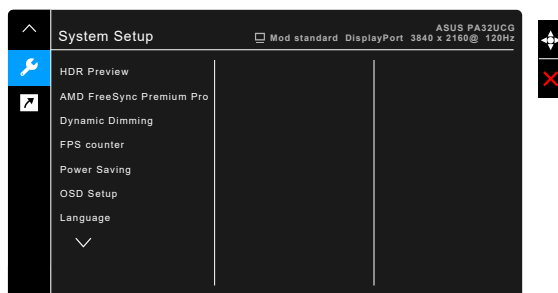 System Setup
ASUS PA32UCG
Mod standard DisplayPort 3840 x 2160@ 120Hz
HDR Preview
AMD FreeSync Premium Pro
Dynamic Dimming
FPS counter
Power Saving
OSD Setup
Language